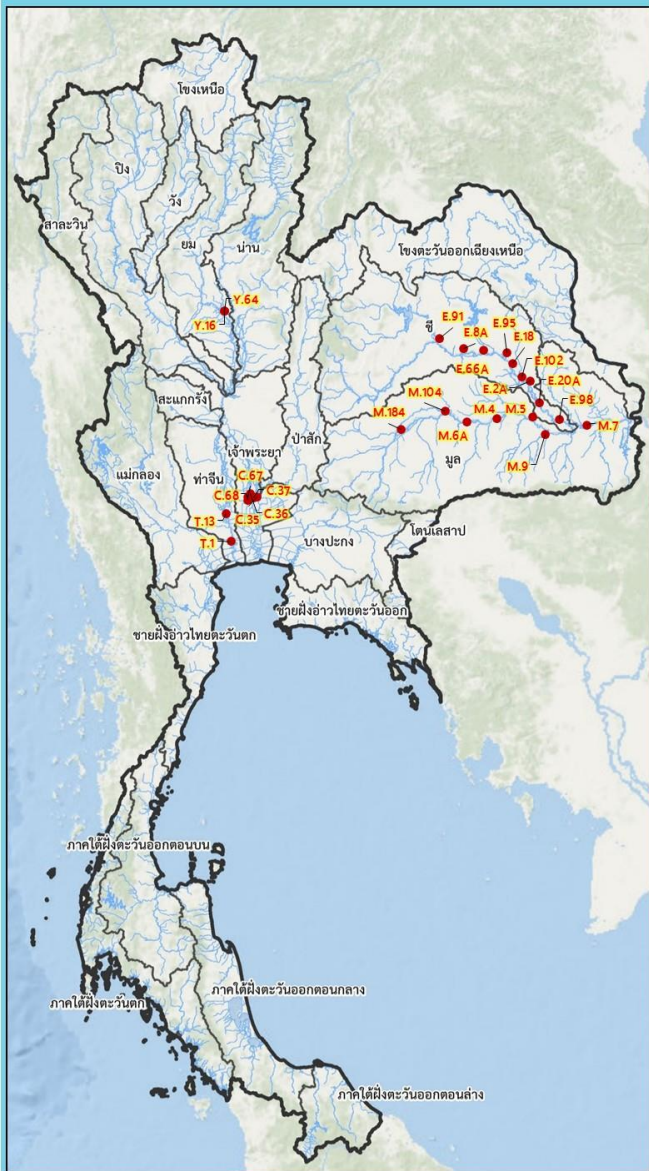 โขงเหนือ
ปิง
วัง
สาละวิน
ยม
น่าน
โขงตะวันออกเฉียงเหนือ
Y.64
Y.16
ชี
E.91
E.8A
E.95
E.18
E.66A
E.102
E.2A
E.20A
สะแกกรัง
M.104
M.4
M.5
E.98
M.184
M.6A
M.7
ป่าสัก
เจ้าพระยา
มูล
M.9
แม่กลอง
ท่าจีน
C.67
C.68
C.37
T.13
C.35
C.36
โตนเลสาป
T.1
บางปะกง
ชายฝั่งอ่าวไทยตะวันออก
ชายฝั่งอ่าวไทยตะวันตก
ภาคใต้ฝั่งตะวันออกตอนบน
ภาคใต้ฝั่งตะวันออกตอนกลาง
ภาคใต้ฝั่งตะวันตก
ภาคใต้ฝั่งตะวันออกตอนล่าง